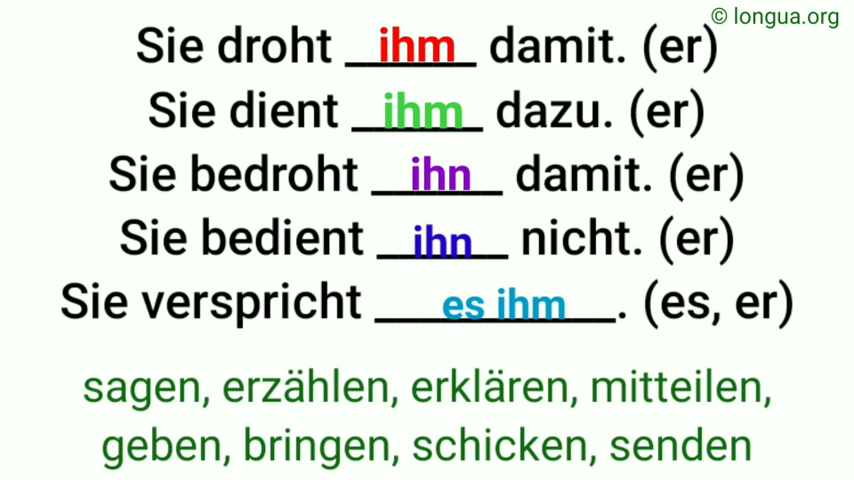 © longua.org
Sie droht ihm damit. (er)
Sie dient ihm dazu. (er)
Sie bedroht ihn damit. (er)
Sie bedient ihn nicht. (er)
Sie verspricht es ihm. (es, er)
sagen, erzählen, erklären, mitteilen,
geben, bringen, schicken, senden